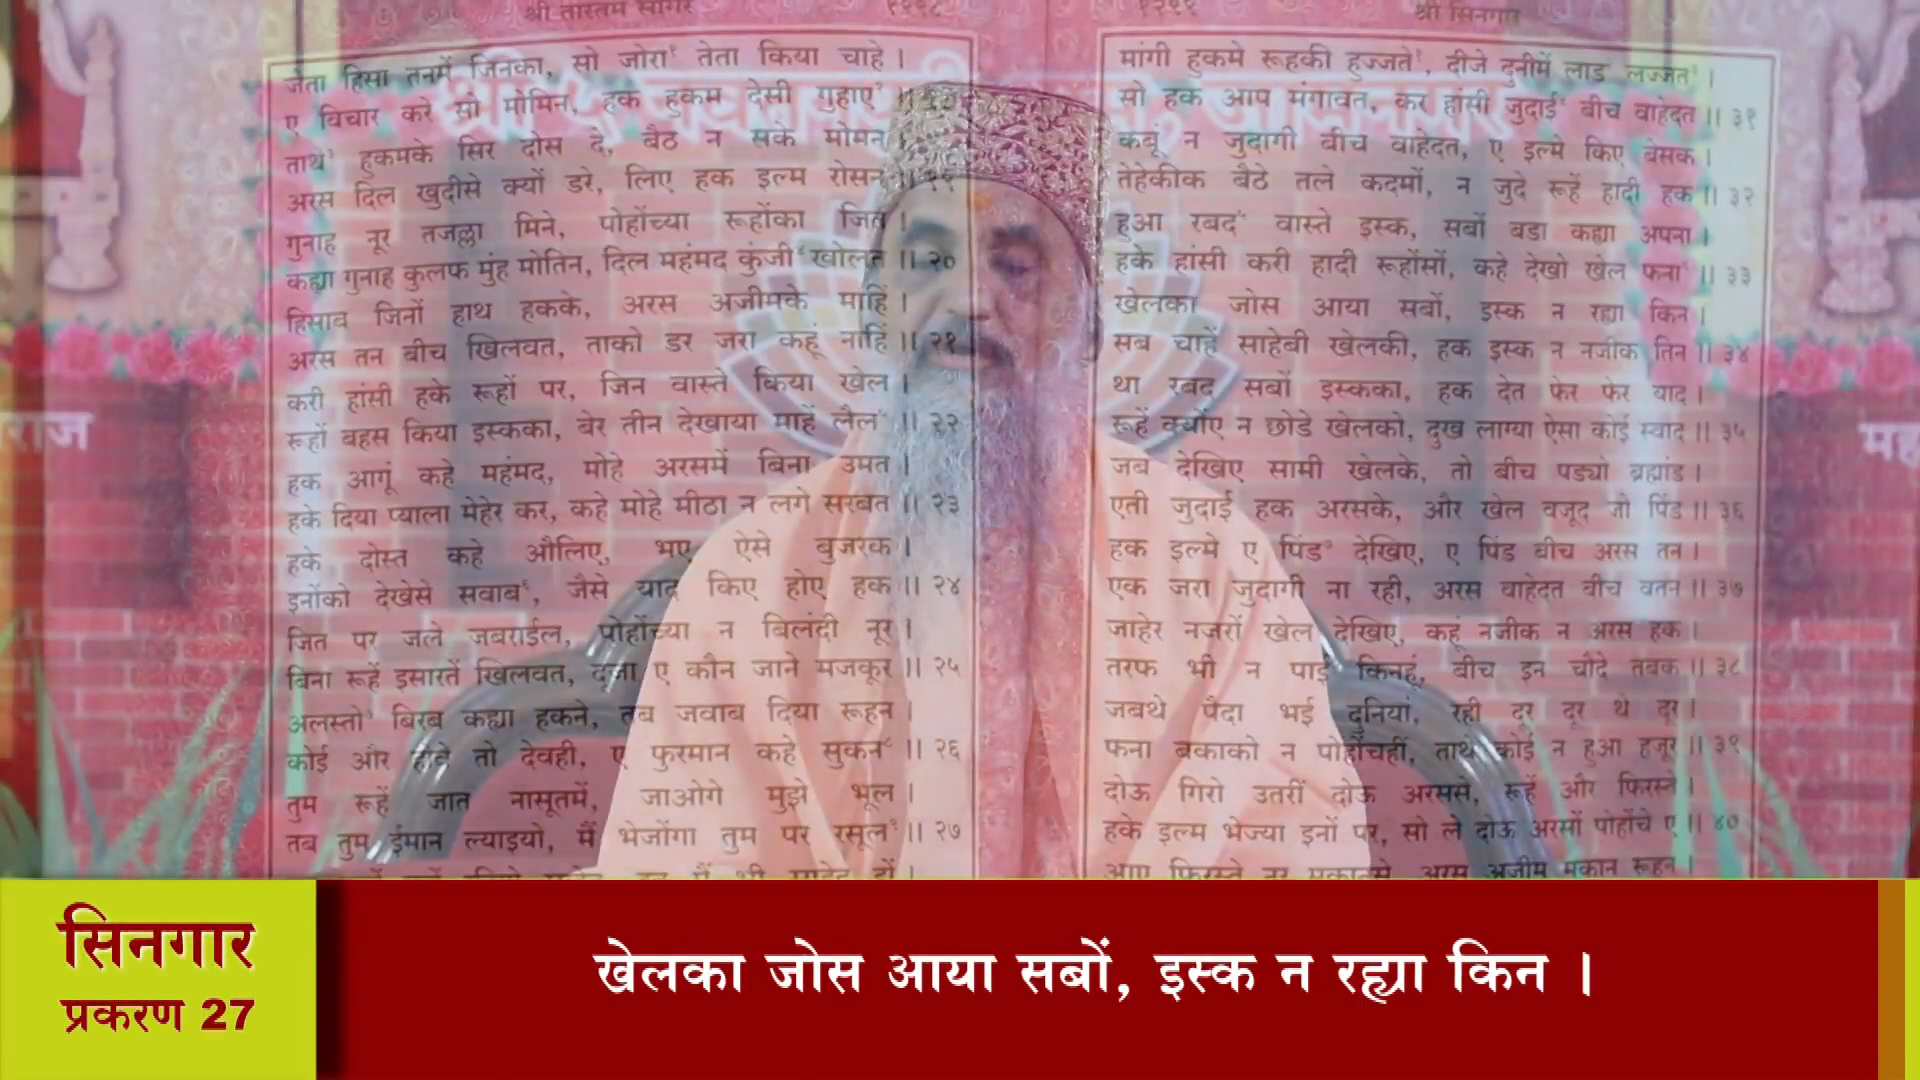 श्री तारतम सागर
श्री सिनगार
जेता हिसा तनमें जिनका, सो जोरा तेता किया चाहे ।
ए विचार करे सो मोमिन, हक हुकम देसी गुहाए
ताथें हुकमके सिर दोस दे, बैठ न सके मोमन ।
अरस दिल खुदीसे क्यों डरे, लिए हक इल्म रोसन
गुनाह नूर तजल्ला मिने, पोहोंच्या रूहोंका जित ।
कह्या गुनाह कुलफ मुंह मोतिन, दिल महंमद कुंजी खोलत ॥ २०
हिसाब जिनों हाथ हकके, अरस अजीमके माहिं ।
अरस तन बीच खिलवत, ताको डर जरा कहूं नाहिं ॥ २१
करी हांसी हके रूहों पर, जिन वास्ते किया खेल ।
रूहों बहस किया इस्कका, बेर तीन देखाया माहें लैल ॥ २२
हक आगूं कहे महंमद, मोहे अरसमें बिना उमत ।
हके दिया प्याला मेहेर कर, कहे मोहे मीठा न लगे सरबत ॥ २३
हके दोस्त कहे औलिए, भए ऐसे बुजरक ।
इनोंको देखेसे सवाब, जैसे याद किए होए हक ॥ २४
जित पर जले जबराईल, पोहोंच्या न बिलंदी नूर ।
बिना रूहें इसारतें खिलवत, दूजा ए कौन जाने मजकूर ॥ २५
अलस्तो बिरब कह्या हकने, तब जवाब दिया रूहन ।
कोई और होवे तो देवही, ए फुरमान कहे सुकन ॥ २६
तुम रूहें जात नासूतमें, जाओगे मुझे भूल ।
तब तुम ईमान ल्याइयो, मैं भेजोंगा तुम पर रसूल ॥ २७
मांगी हुकमे रूहकी हुज्जते, दीजे दुनीमें लाड लज्जत ।
सो हक आप मंगावत, कर हांसी जुदाई बीच वाहेदत ॥ ३१
कबूं न जुदागी बीच वाहेदत, ए इल्मे किए बेसक ।
तेहेकीक बैठे तले कदमों, न जुदे रूहें हादी हक ॥ ३२
हुआ रबद वास्ते इस्क, सबों बडा कह्या अपना ।
हके हांसी करी हादी रूहोंसों, कहे देखो खेल फना ॥ ३३
खेलका जोस आया सबों, इस्क न रह्या किन ।
सब चाहें साहेबी खेलकी, हक इस्क न नजीक तिन ॥ ३४
था रबद सबों इस्कका, हक देत फेर फेर याद ।
रूहें क्योंए न छोडे खेलको, दुख लाग्या ऐसा कोई स्वाद ॥ ३५
जब देखिए सामी खेलके, तो बीच पड्यो ब्रह्मांड ।
एती जुदाई हक अरसके, और खेल वजूद जो पिंड ॥ ३६
हक इल्मे ए पिंड देखिए, ए पिंड बीच अरस तन ।
एक जरा जुदागी ना रही, अरस वाहेदत बीच वतन ॥ ३७
जाहेर नजरों खेल देखिए, कहूं नजीक न अरस हक ।
तरफ भी न पाई किनहूं, बीच इन चौदे तबक ॥ ३८
जबथे पैदा भई दुनियां, रही दूर दूर थे दूर ।
फना बकाको न पोहोंचहीं, ताथें कोई न हुआ हजूर ॥ ३९
दोऊ गिरो उतरीं दोऊ अरससे, रूहें और फिरस्ते ।
हके इल्म भेज्या इनों पर, सो ले दोऊ अरसों पोहोंचे ए ॥ ४०
आए फिरस्ते नूर मकानसे, अरस अजीम मकान रूहन ।
राज
मह
सिनगार
प्रकरण 27
खेलका जोस आया सबों, इस्क न रह्या किन ।